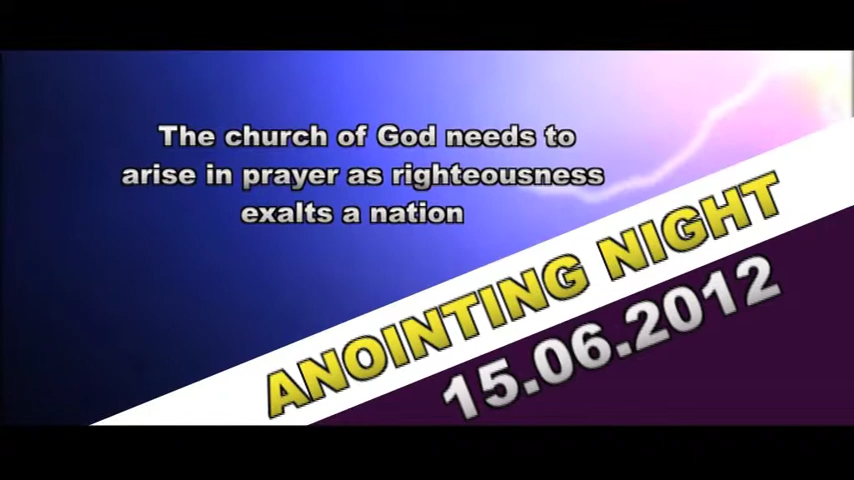 The church of God needs to
arise in prayer as righteousness
exalts a nation
ANOINTING NIGHT
15.06.2012